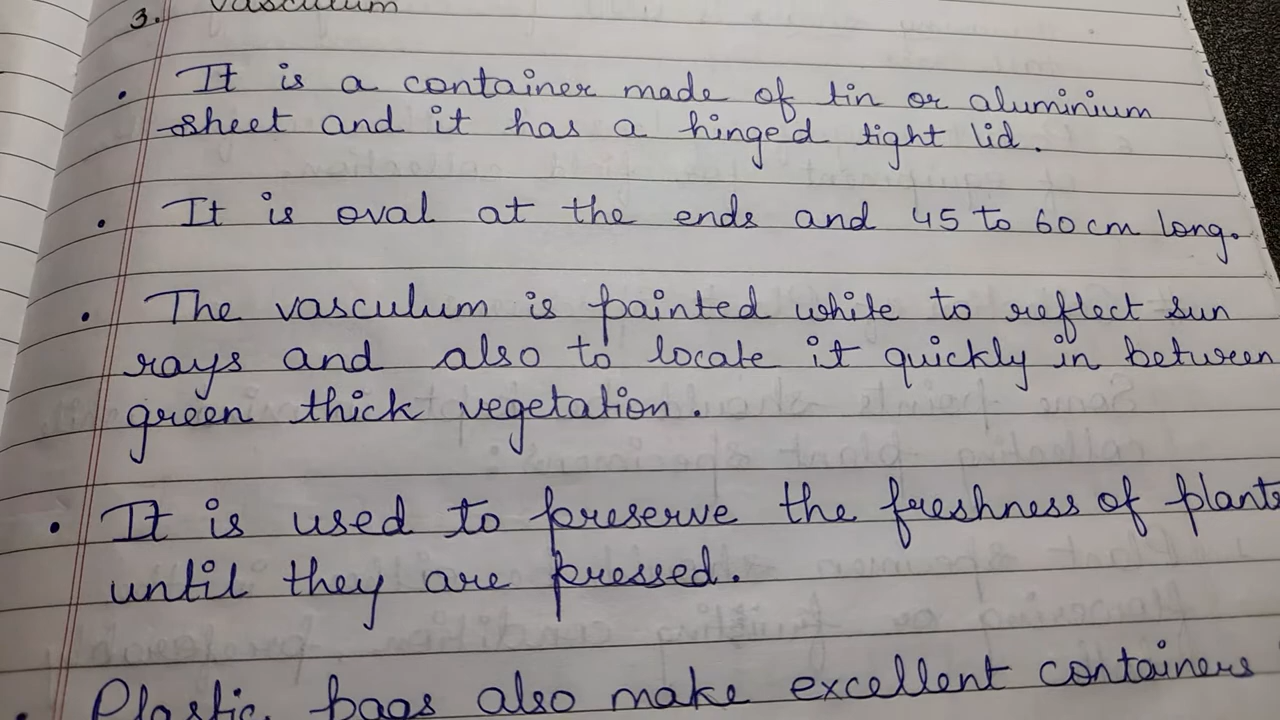 3. Vasculum
• It is a container made of tin or aluminium
sheet and it has a hinged tight lid.
• It is oval at the ends and 45 to 60 cm long.
• The vasculum is painted white to reflect sun
rays and also to locate it quickly in between
green thick vegetation.
• It is used to preserve the freshness of plants
until they are pressed.
• Plastic bags also make excellent containers